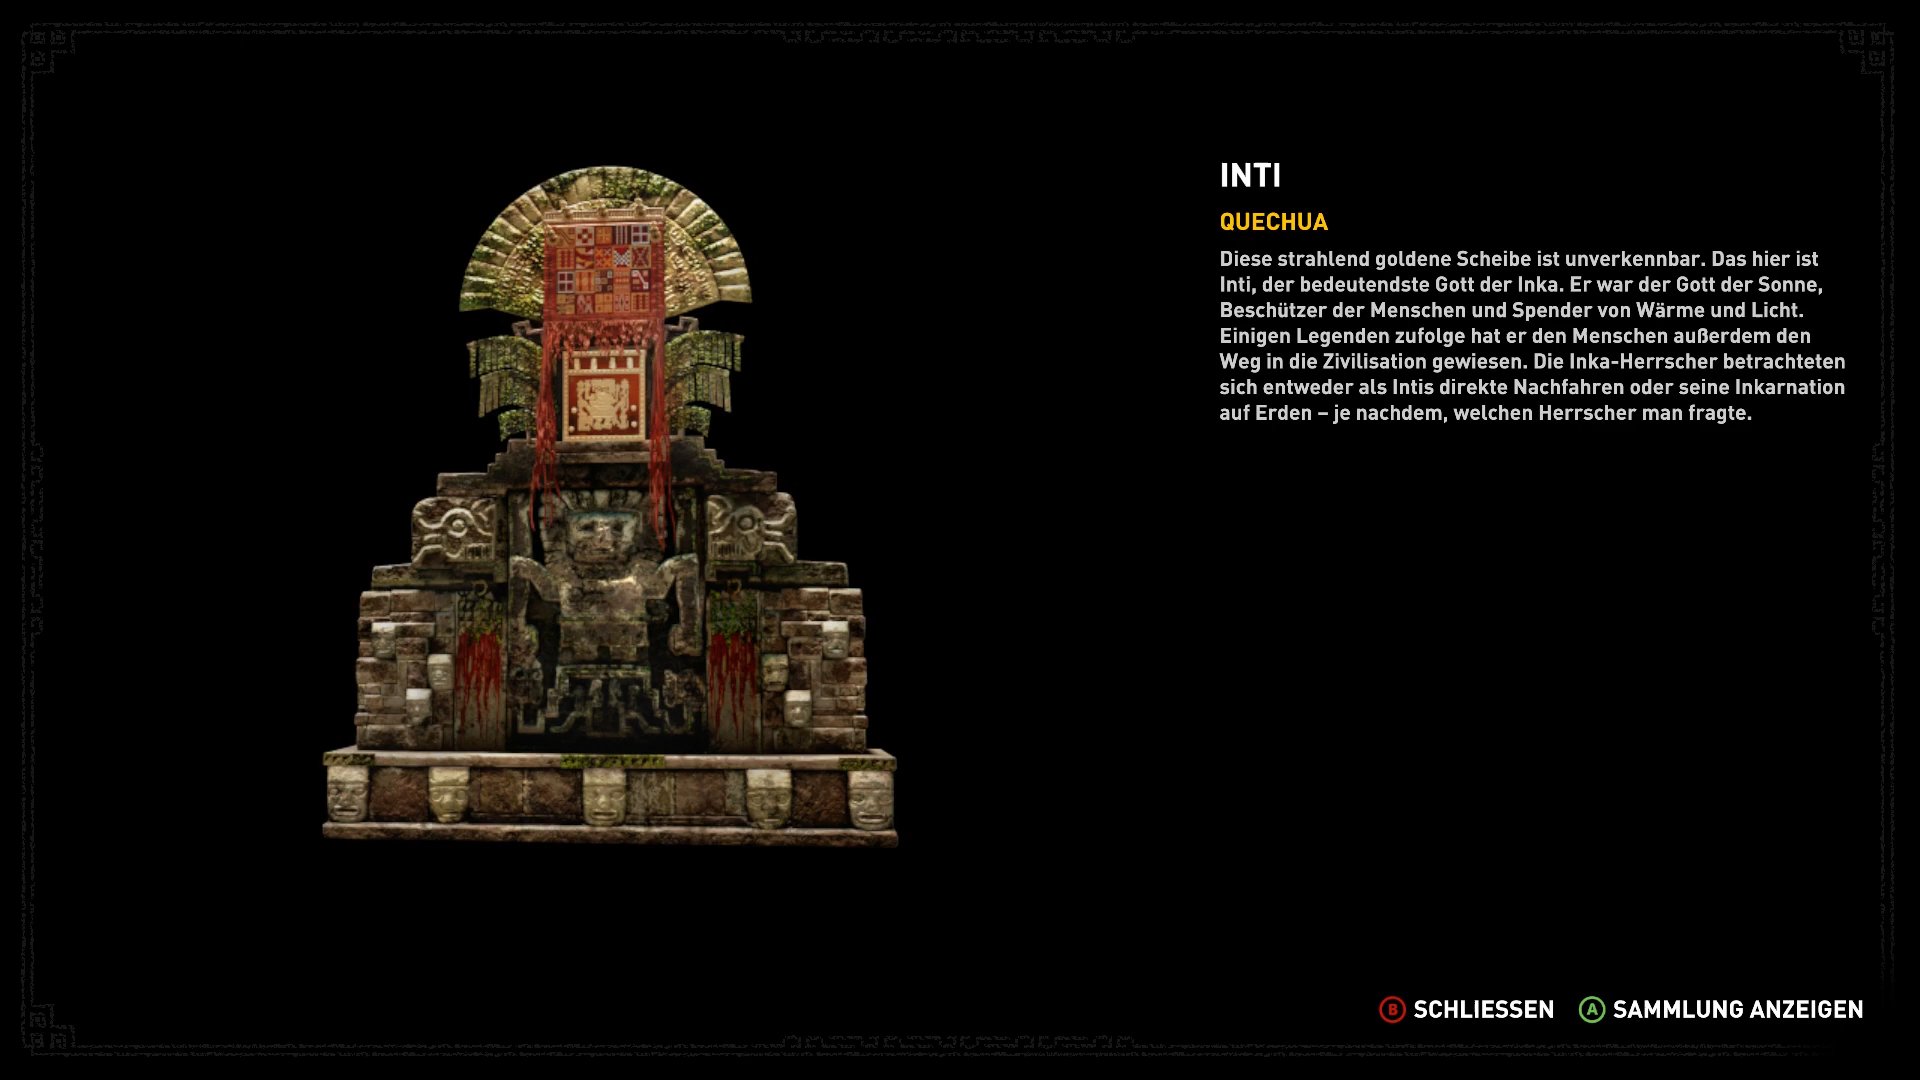 INTI
QUECHUA
Diese strahlend goldene Scheibe ist unverkennbar. Das hier ist
Inti, der bedeutendste Gott der Inka. Er war der Gott der Sonne,
Beschützer der Menschen und Spender von Wärme und Licht.
Einigen Legenden zufolge hat er den Menschen außerdem den
Weg in die Zivilisation gewiesen. Die Inka-Herrscher betrachteten
sich entweder als Intis direkte Nachfahren oder seine Inkarnation
auf Erden – je nachdem, welchen Herrscher man fragte.
B SCHLIESSEN A SAMMLUNG ANZEIGEN